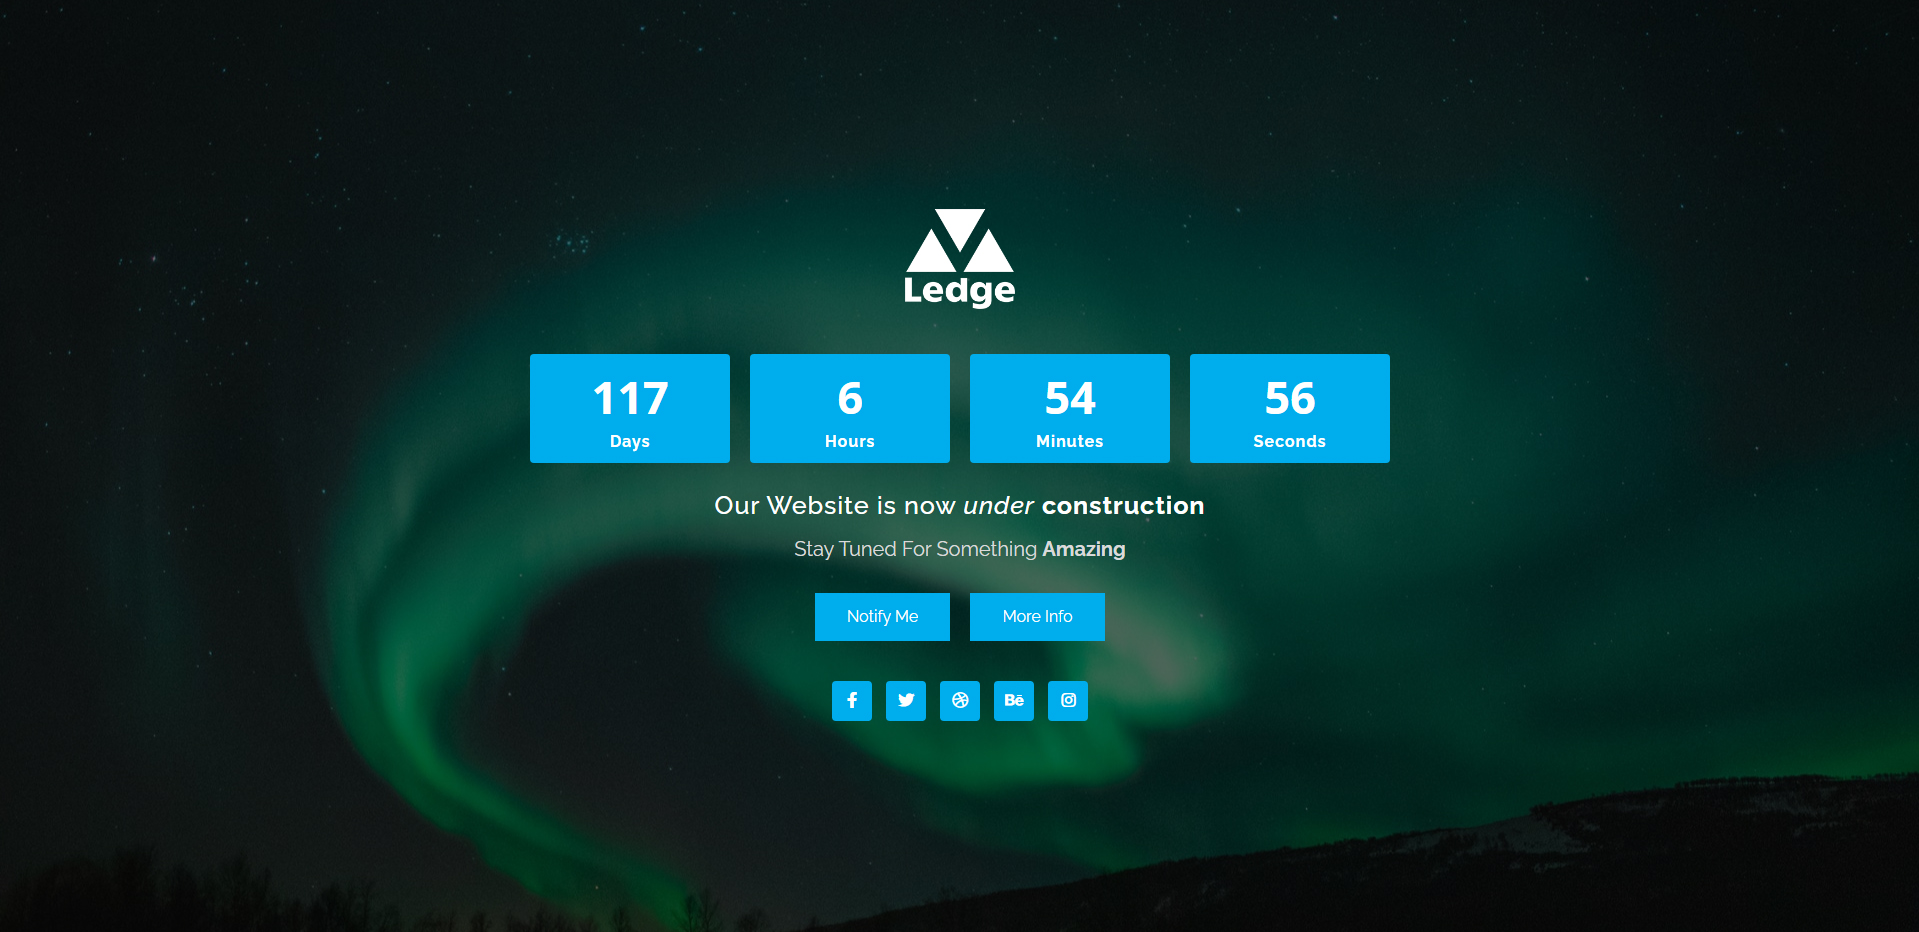 Ledge
117 6 54 56
Days Hours Minutes Seconds
Our Website is now under construction
Stay Tuned For Something Amazing
Notify Me More Info
Bē